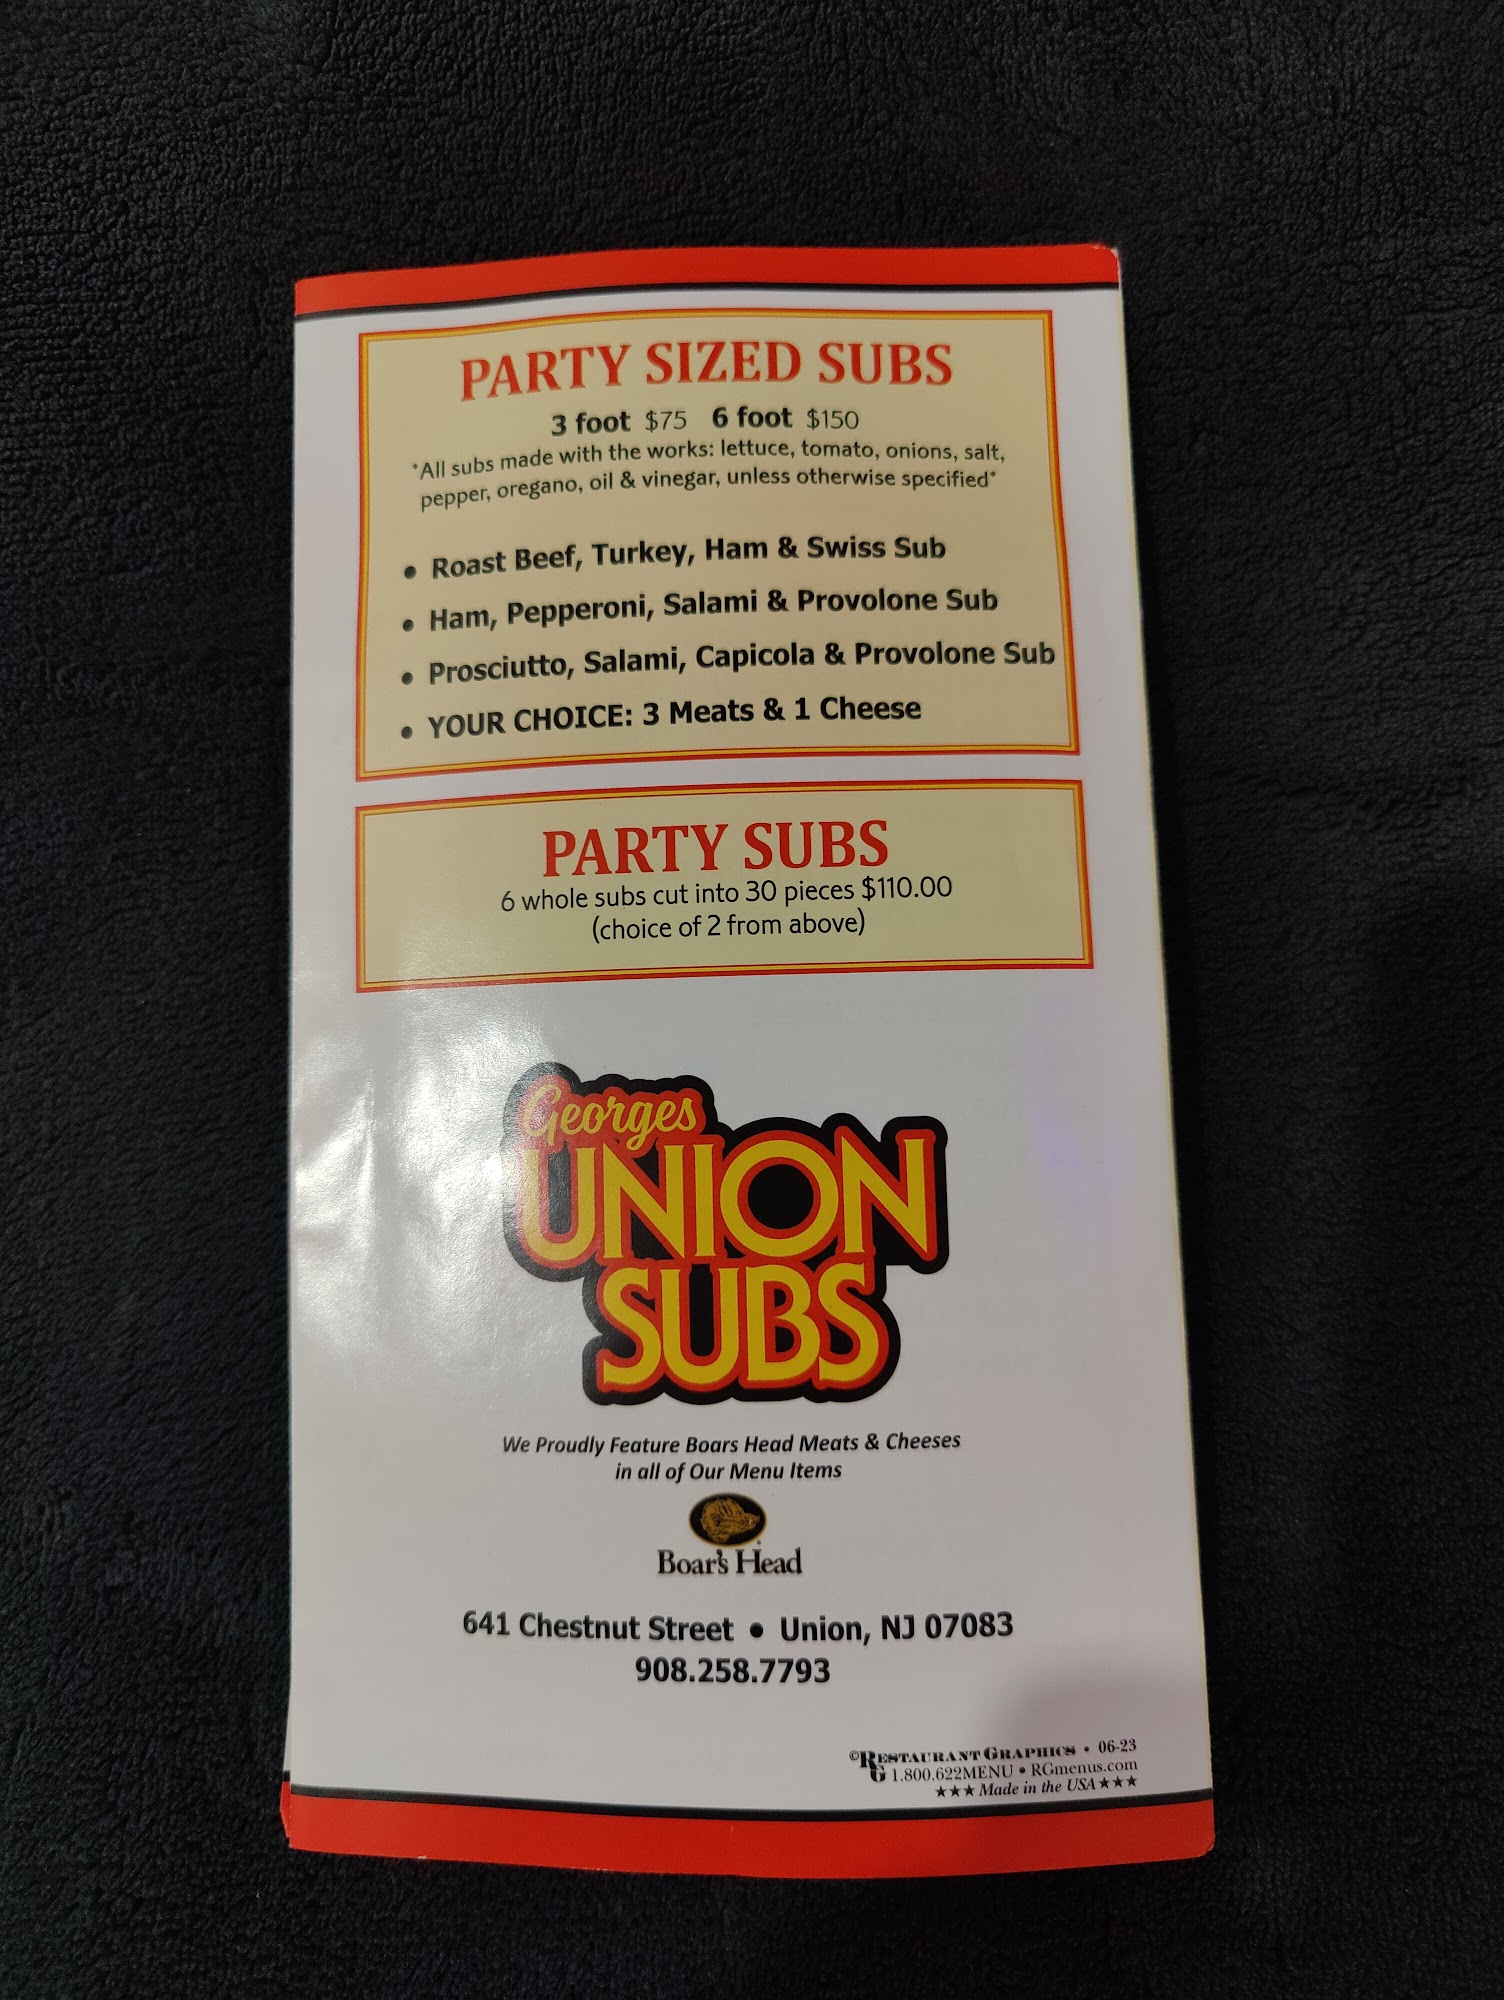 PARTY SIZED SUBS
3 foot $75 6 foot $150
*All subs made with the works: lettuce, tomato, onions, salt,
pepper, oregano, oil & vinegar, unless otherwise specified*
• Roast Beef, Turkey, Ham & Swiss Sub
• Ham, Pepperoni, Salami & Provolone Sub
• Prosciutto, Salami, Capicola & Provolone Sub
• YOUR CHOICE: 3 Meats & 1 Cheese
PARTY SUBS
6 whole subs cut into 30 pieces $110.00
(choice of 2 from above)
Georges
UNION
SUBS
We Proudly Feature Boars Head Meats & Cheeses
in all of Our Menu Items
Boar's Head
641 Chestnut Street • Union, NJ 07083
908.258.7793
©RESTAURANT GRAPHICS • 06-23
G 1.800.622MENU • RGmenus.com
★★★ Made in the USA ★★★